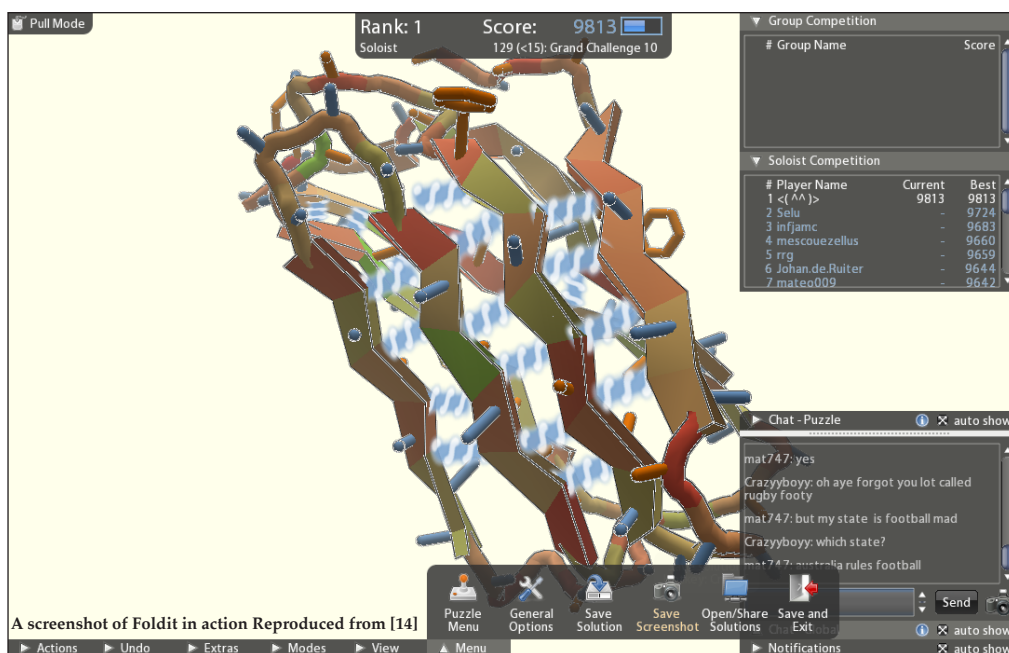 Pull Mode
Rank: 1 Score: 9813
Soloist 129 (<15): Grand Challenge 10
Group Competition
# Group Name Score
Soloist Competition
# Player Name Current Best
1 <(^^)> 9813 9813
2 Selu - 9724
3 infjamc - 9683
4 mescouezellus - 9660
5 rrg - 9659
6 Johan.de.Ruiter - 9644
7 mateo009 - 9642
Chat - Puzzle auto show
mat747: yes
Crazyyboyy: oh aye forgot you lot called
rugby footy
mat747: but my state is football mad
Crazyyboyy: which state?
mat747: australia rules football
Send
Puzzle
Menu
General
Options
Save
Solution
Save
Screenshot
Open/Share
Solutions
Save and
Exit
auto show
A screenshot of Foldit in action Reproduced from [14]
Actions Undo Extras Modes View Menu Notifications auto show